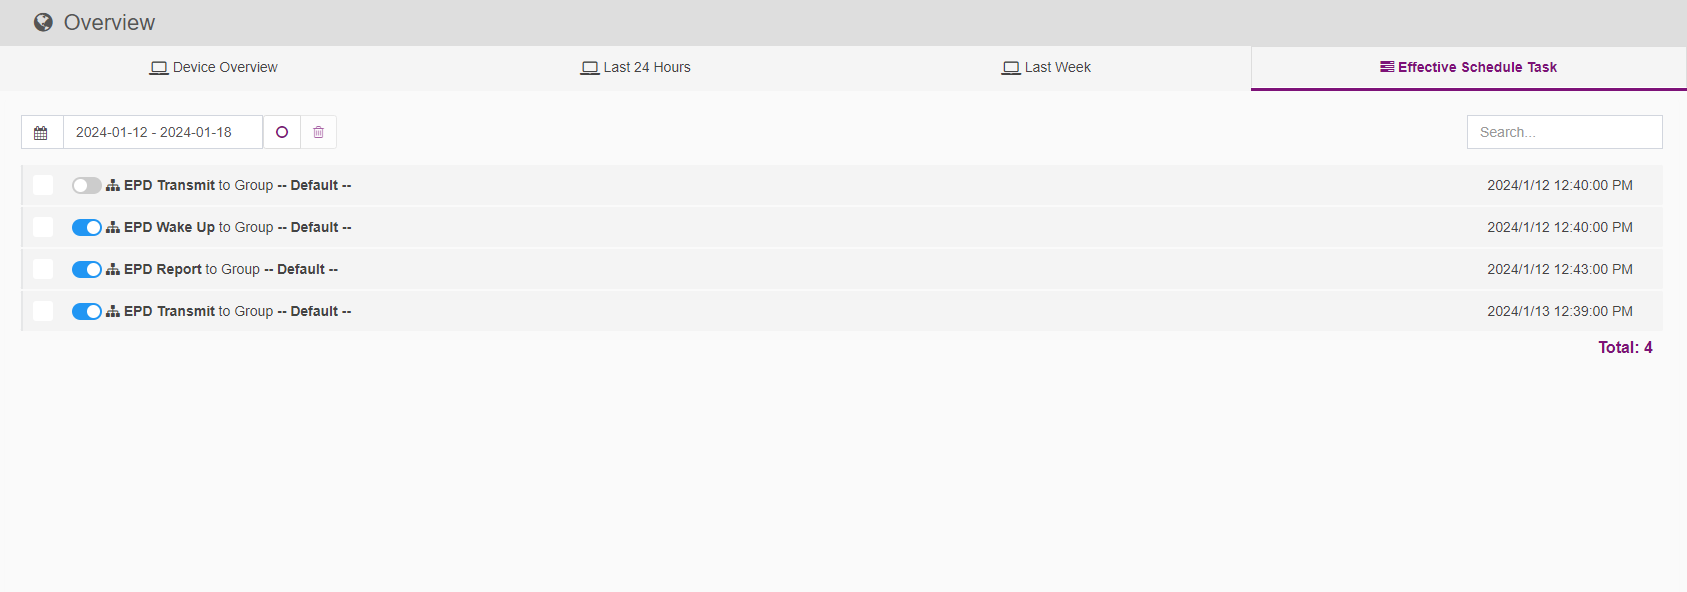 Overview
Device Overview
Last 24 Hours
Last Week
Effective Schedule Task
2024-01-12 - 2024-01-18
Search...
EPD Transmit to Group -- Default --
2024/1/12 12:40:00 PM
EPD Wake Up to Group -- Default --
2024/1/12 12:40:00 PM
EPD Report to Group -- Default --
2024/1/12 12:43:00 PM
EPD Transmit to Group -- Default --
2024/1/13 12:39:00 PM
Total: 4